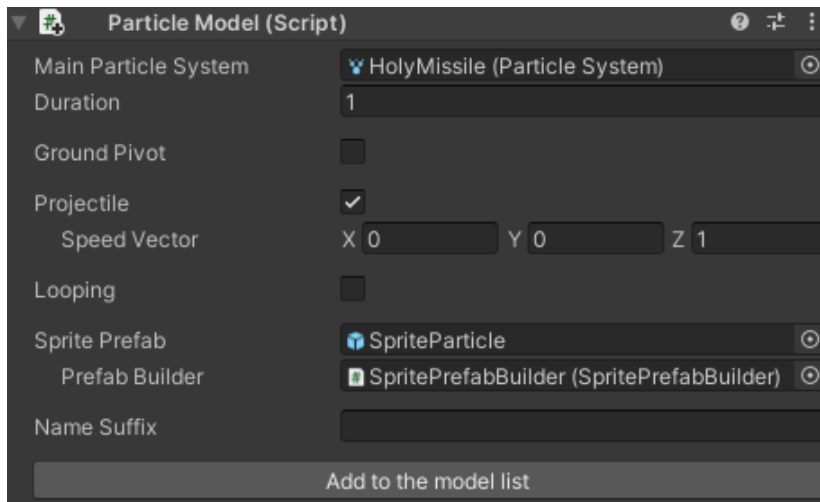 Particle Model (Script)
Main Particle System HolyMissile (Particle System)
Duration 1
Ground Pivot
Projectile
Speed Vector X 0 Y 0 Z 1
Looping
Sprite Prefab SpriteParticle
Prefab Builder SpritePrefabBuilder (SpritePrefabBuilder)
Name Suffix
Add to the model list